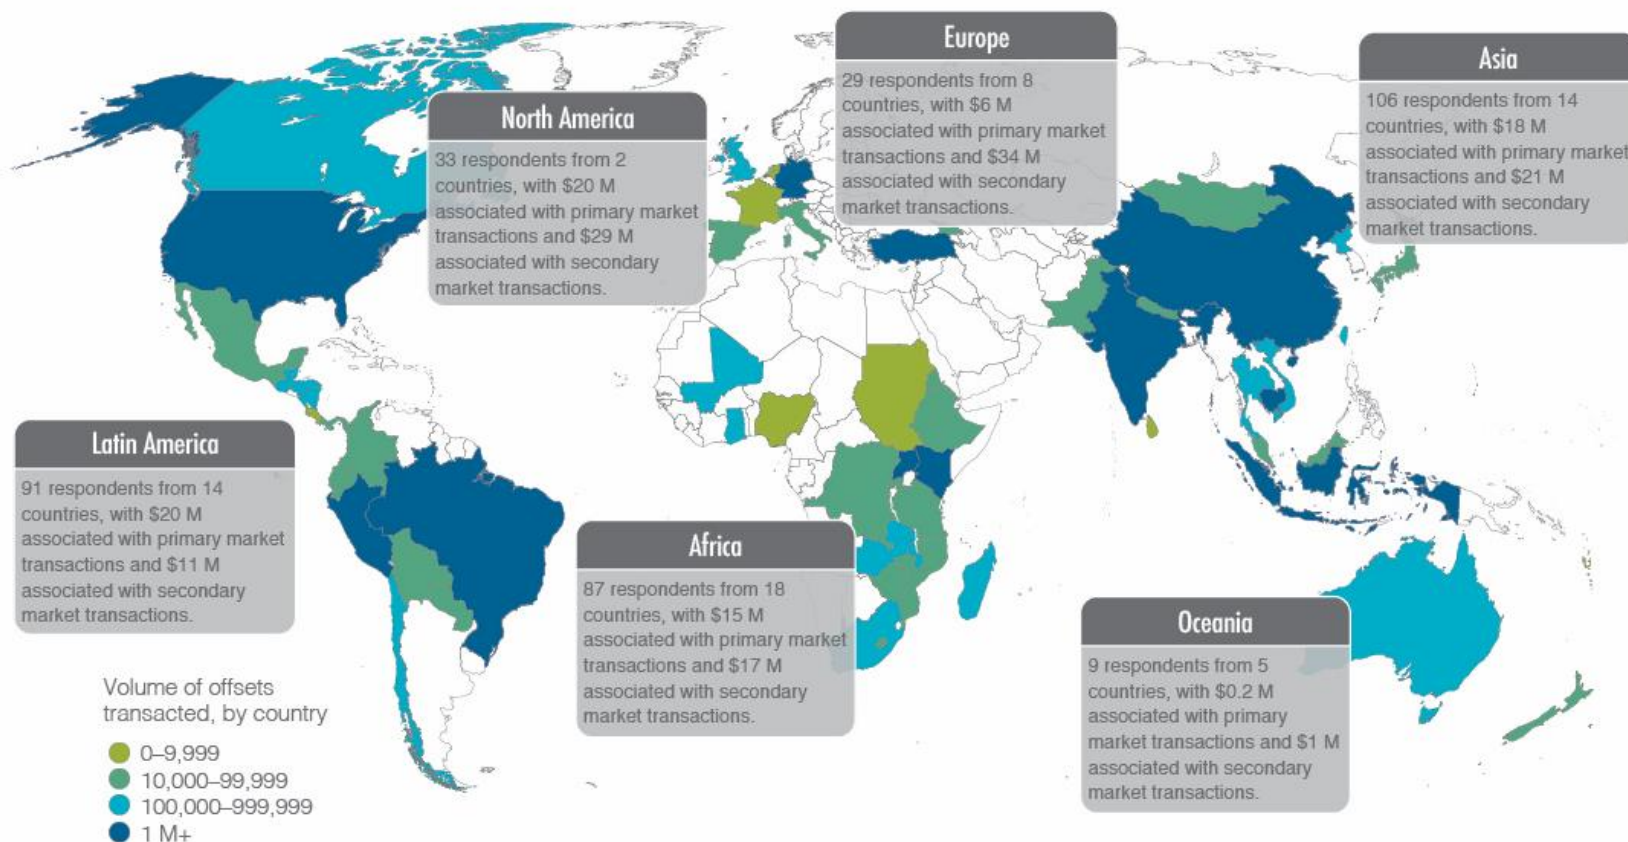 Europe
29 respondents from 8
countries, with $6 M
associated with primary market
transactions and $34 M
associated with secondary
market transactions.
Asia
106 respondents from 14
countries, with $18 M
associated with primary market
transactions and $21 M
associated with secondary
market transactions.
North America
33 respondents from 2
countries, with $20 M
associated with primary market
transactions and $29 M
associated with secondary
market transactions.
Latin America
91 respondents from 14
countries, with $20 M
associated with primary market
transactions and $11 M
associated with secondary
market transactions.
Africa
87 respondents from 18
countries, with $15 M
associated with primary market
transactions and $17 M
associated with secondary
market transactions.
Oceania
9 respondents from 5
countries, with $0.2 M
associated with primary
market transactions and $1 M
associated with secondary
market transactions.
Volume of offsets
transacted, by country
0–9,999
10,000–99,999
100,000–999,999
1 M+